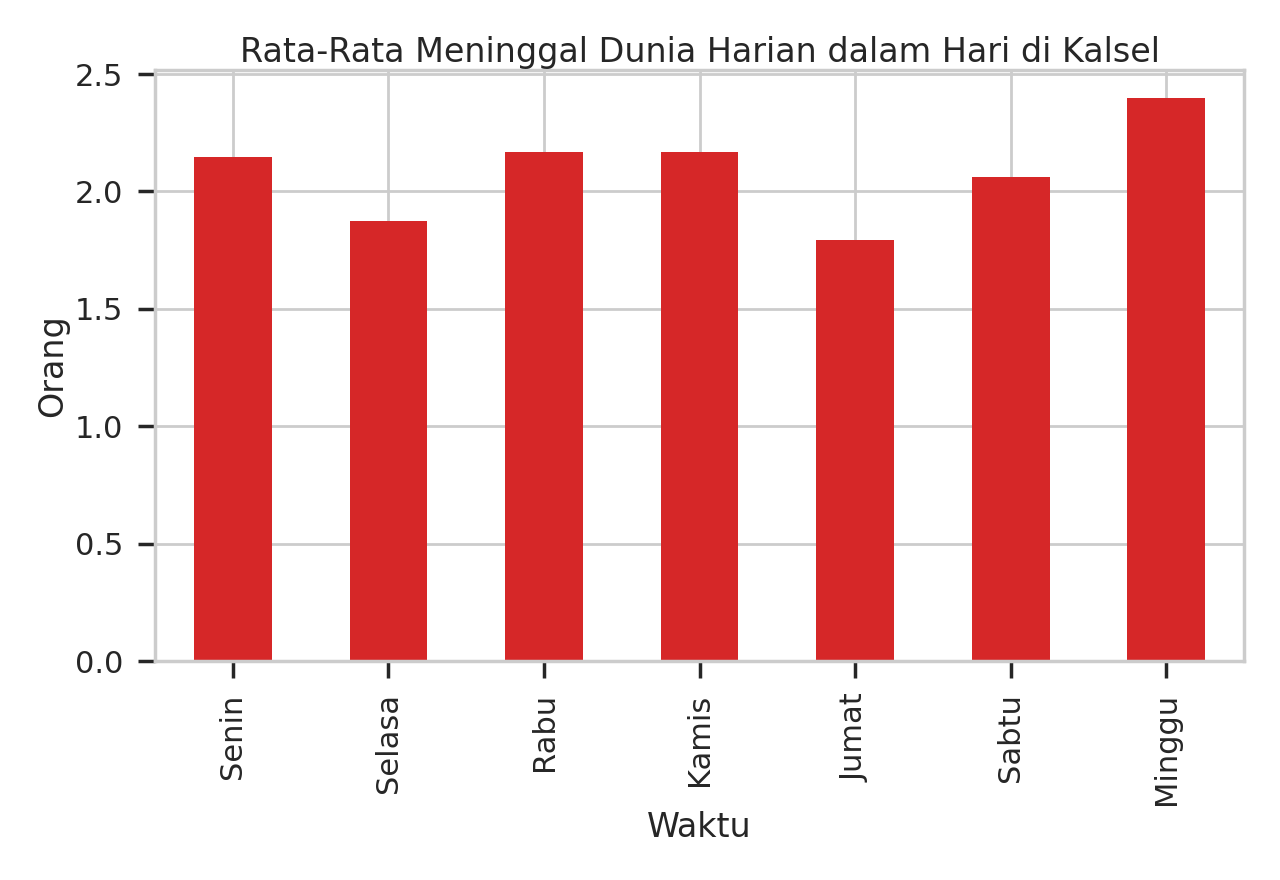 Rata-Rata Meninggal Dunia Harian dalam Hari di Kalsel
2.5
2.0
1.5
1.0
0.5
0.0
Orang
Senin
Selasa
Rabu
Kamis
Jumat
Sabtu
Minggu
Waktu